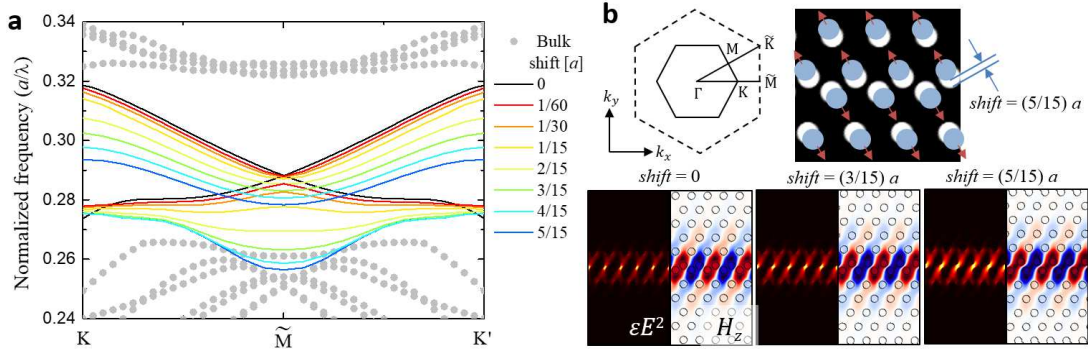 a
Normalized frequency (a/λ)
0.34
0.32
0.30
0.28
0.26
0.24
K
M̃
K'
Bulk
shift [a]
0
1/60
1/30
1/15
2/15
3/15
4/15
5/15
b
M
K̃
Γ
K
M̃
k_y
k_x
shift = (5/15) a
shift = 0
shift = (3/15) a
shift = (5/15) a
εE²
H_z